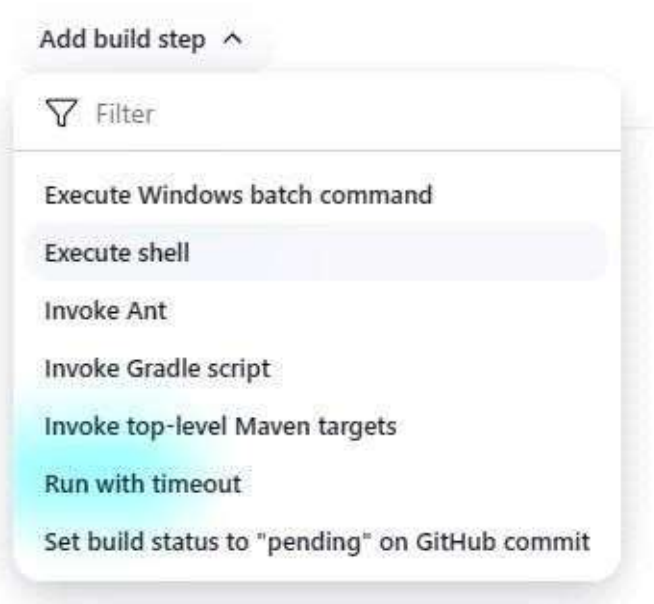 Add build step
Filter
Execute Windows batch command
Execute shell
Invoke Ant
Invoke Gradle script
Invoke top-level Maven targets
Run with timeout
Set build status to "pending" on GitHub commit